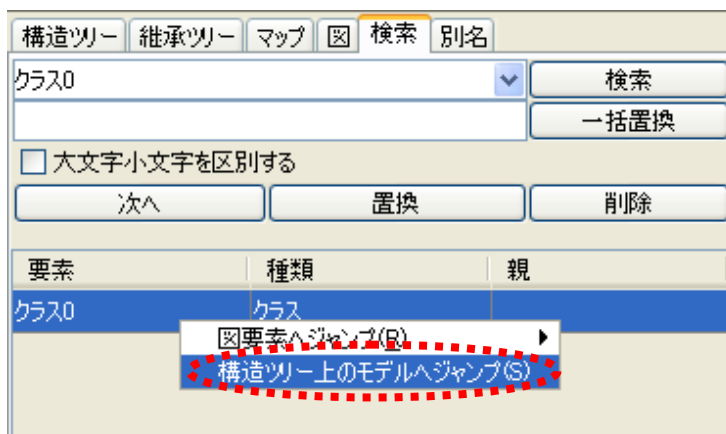 構造ツリー 継承ツリー マップ 図 検索 別名
クラス0 検索
一括置換
大文字小文字を区別する
次へ 置換 削除
要素 種類 親
クラス0 クラス
図要素へジャンプ(R)
構造ツリー上のモデルへジャンプ(S)